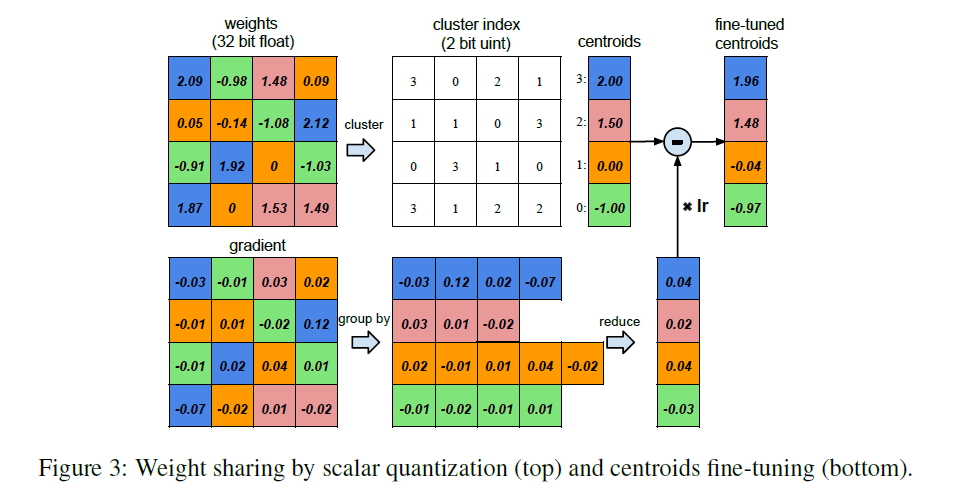 weights
(32 bit float)
cluster index
(2 bit uint)
centroids
fine-tuned
centroids
2.09 -0.98 1.48 0.09
0.05 -0.14 -1.08 2.12
-0.91 1.92 0 -1.03
1.87 0 1.53 1.49
cluster
3 0 2 1
1 1 0 3
0 3 1 0
3 1 2 2
3: 2.00
2: 1.50
1: 0.00
0: -1.00
-
× lr
1.96
1.48
-0.04
-0.97
gradient
-0.03 -0.01 0.03 0.02
-0.01 0.01 -0.02 0.12
-0.01 0.02 0.04 0.01
-0.07 -0.02 0.01 -0.02
group by
-0.03 0.12 0.02 -0.07
0.03 0.01 -0.02
0.02 -0.01 0.01 0.04 -0.02
-0.01 -0.02 -0.01 0.01
reduce
0.04
0.02
0.04
-0.03
Figure 3: Weight sharing by scalar quantization (top) and centroids fine-tuning (bottom).